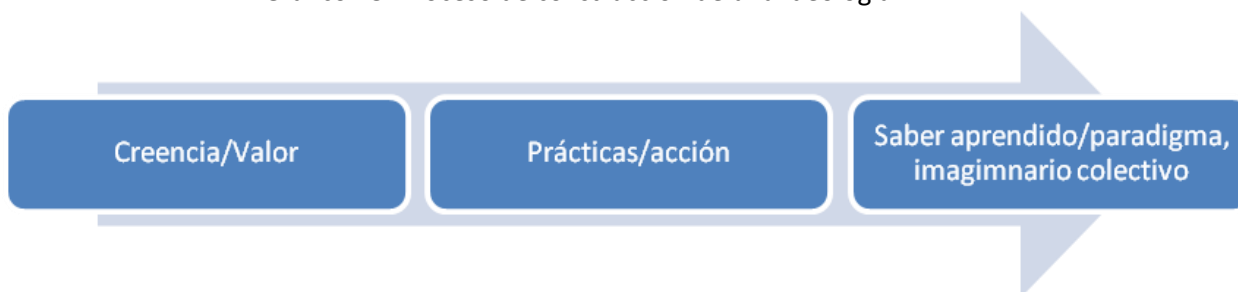 Creencia/Valor
Prácticas/acción
Saber aprendido/paradigma,
imagimnario colectivo